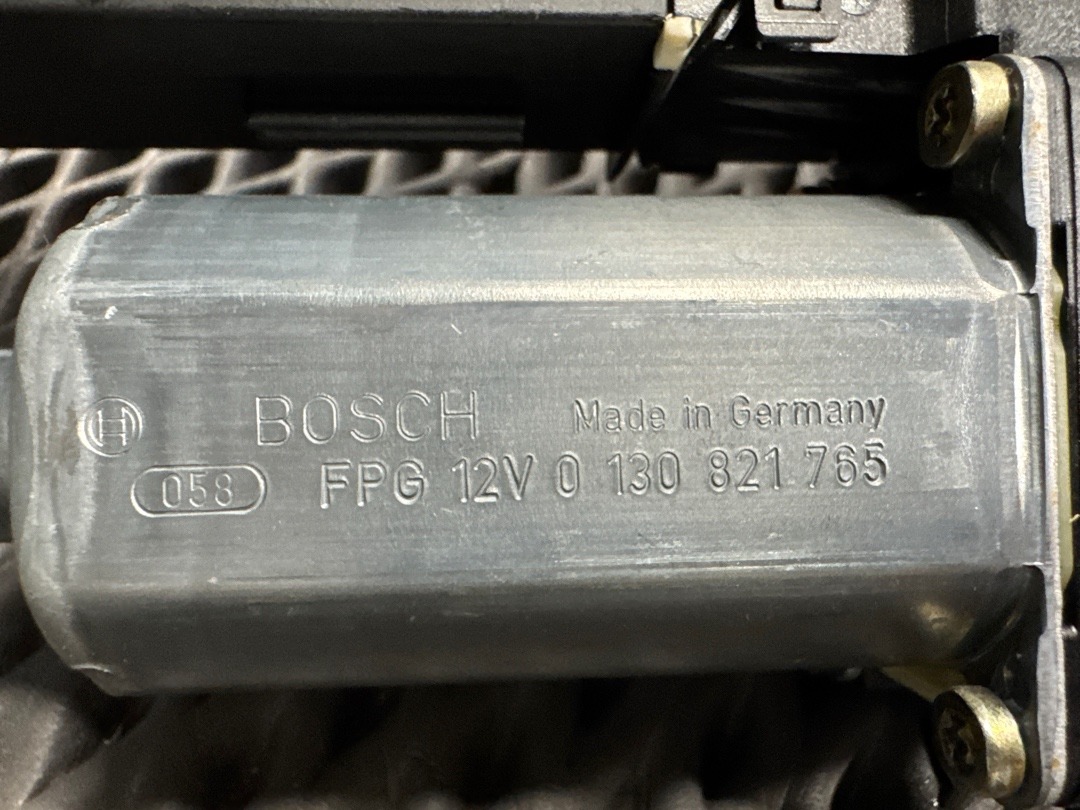 BOSCH Made in Germany
058 FPG 12V 0 130 821 765